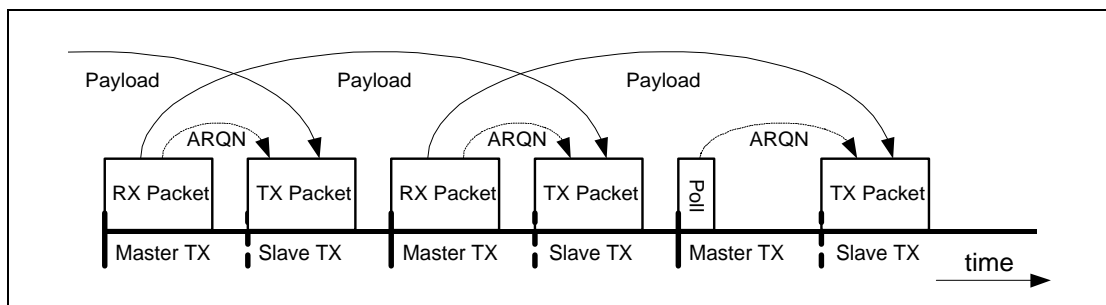 Payload Payload Payload
ARQN ARQN ARQN
RX Packet TX Packet RX Packet TX Packet Poll TX Packet
Master TX Slave TX Master TX Slave TX Master TX Slave TX
time